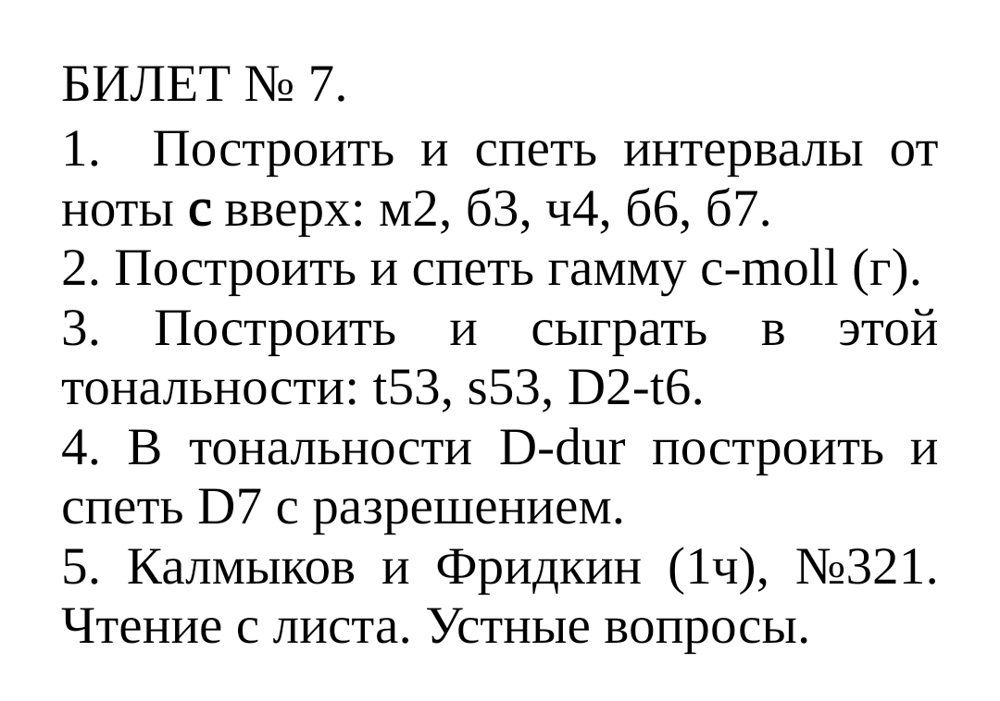 БИЛЕТ № 7.
1. Построить и спеть интервалы от
ноты с вверх: м2, б3, ч4, б6, б7.
2. Построить и спеть гамму c-moll (г).
3. Построить и сыграть в этой
тональности: t53, s53, D2-t6.
4. В тональности D-dur построить и
спеть D7 с разрешением.
5. Калмыков и Фридкин (1ч), №321.
Чтение с листа. Устные вопросы.